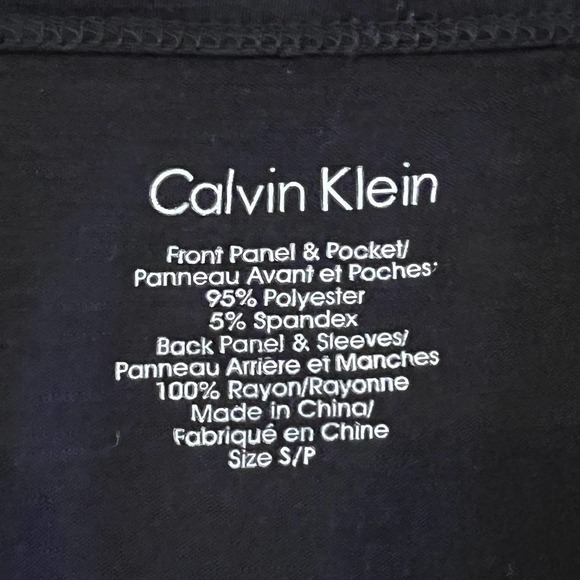 Calvin Klein
Front Panel & Pocket/
Panneau Avant et Poches:
95% Polyester
5% Spandex
Back Panel & Sleeves/
Panneau Arrière et Manches
100% Rayon/Rayonne
Made in China/
Fabriqué en Chine
Size S/P